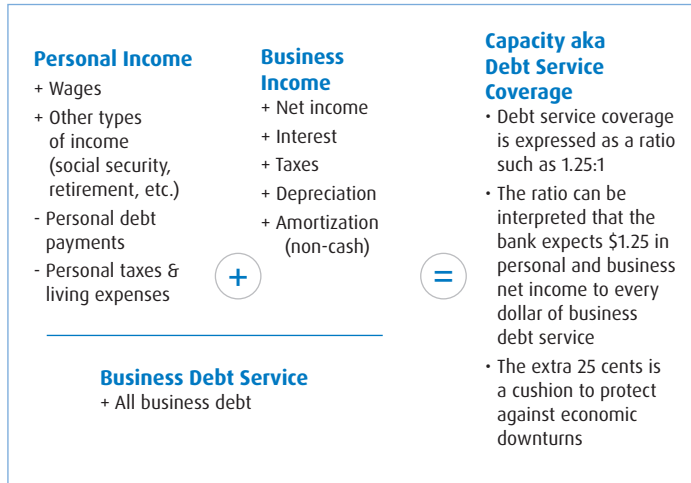 Personal Income
+ Wages
+ Other types
of income
(social security,
retirement, etc.)
- Personal debt
payments
- Personal taxes &
living expenses
+
Business
Income
+ Net income
+ Interest
+ Taxes
+ Depreciation
+ Amortization
(non-cash)
Business Debt Service
+ All business debt
=
Capacity aka
Debt Service
Coverage
• Debt service coverage
is expressed as a ratio
such as 1.25:1
• The ratio can be
interpreted that the
bank expects $1.25 in
personal and business
net income to every
dollar of business
debt service
• The extra 25 cents is
a cushion to protect
against economic
downturns